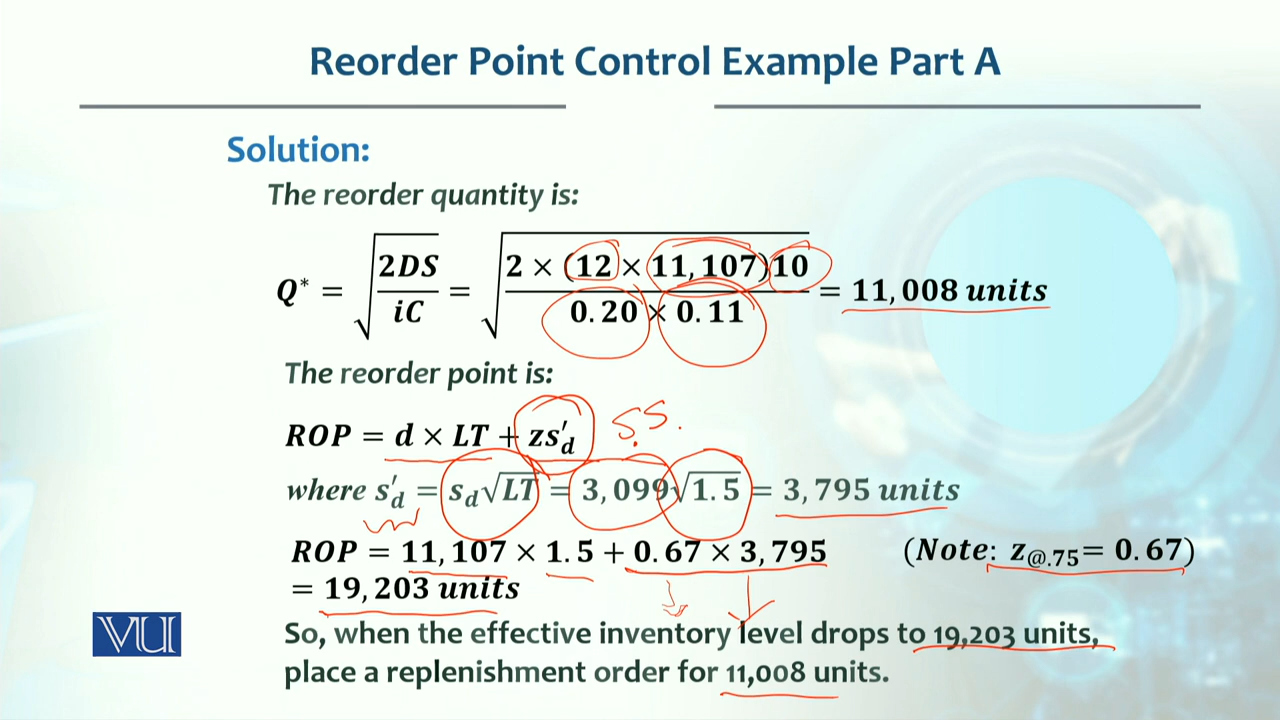 Reorder Point Control Example Part A
Solution:
The reorder quantity is:
Q* = √(2DS / iC) = √(2 × (12 × 11,107)10 / 0.20 × 0.11) = 11,008 units
The reorder point is:
ROP = d × LT + zs′d S.S.
where s′d = sd√LT = 3,099√1.5 = 3,795 units
ROP = 11,107 × 1.5 + 0.67 × 3,795 (Note: z@.75 = 0.67)
= 19,203 units
So, when the effective inventory level drops to 19,203 units,
place a replenishment order for 11,008 units.
VU